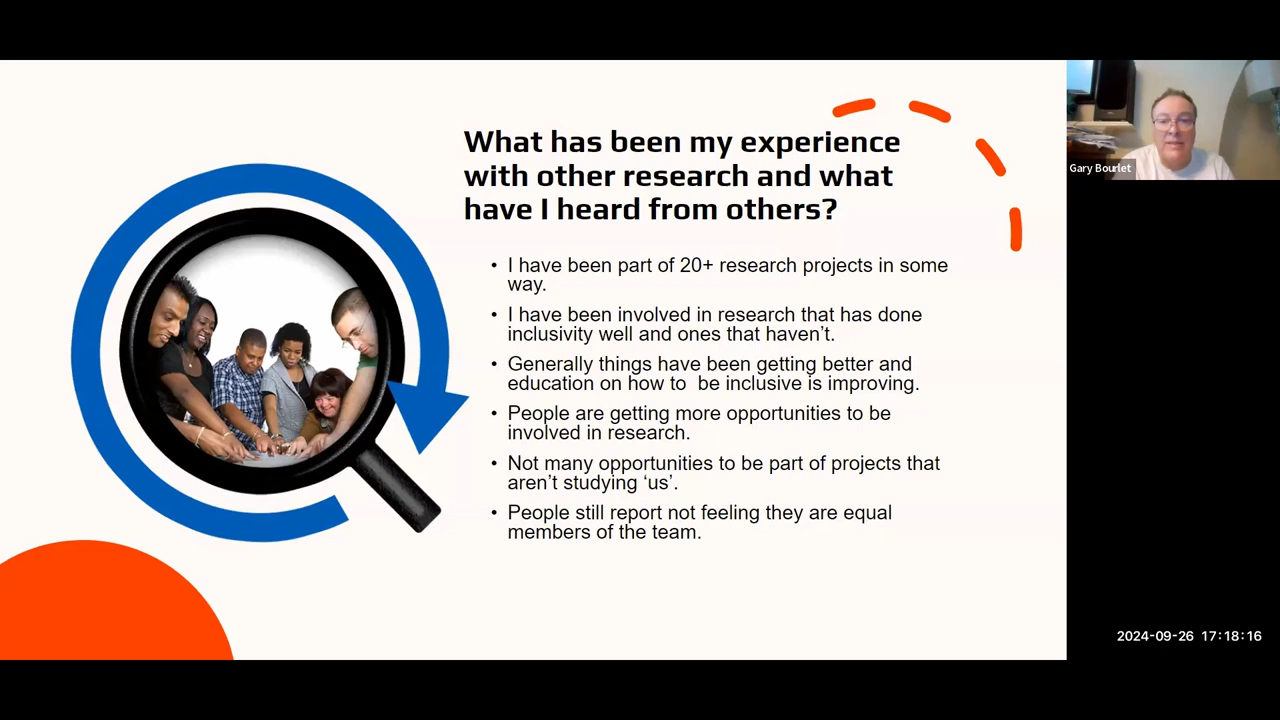 What has been my experience
with other research and what
have I heard from others?
• I have been part of 20+ research projects in some
way.
• I have been involved in research that has done
inclusivity well and ones that haven’t.
• Generally things have been getting better and
education on how to  be inclusive is improving.
• People are getting more opportunities to be
involved in research.
• Not many opportunities to be part of projects that
aren’t studying ‘us’.
• People still report not feeling they are equal
members of the team.
Gary Bourlet
2024-09-26 17:18:16